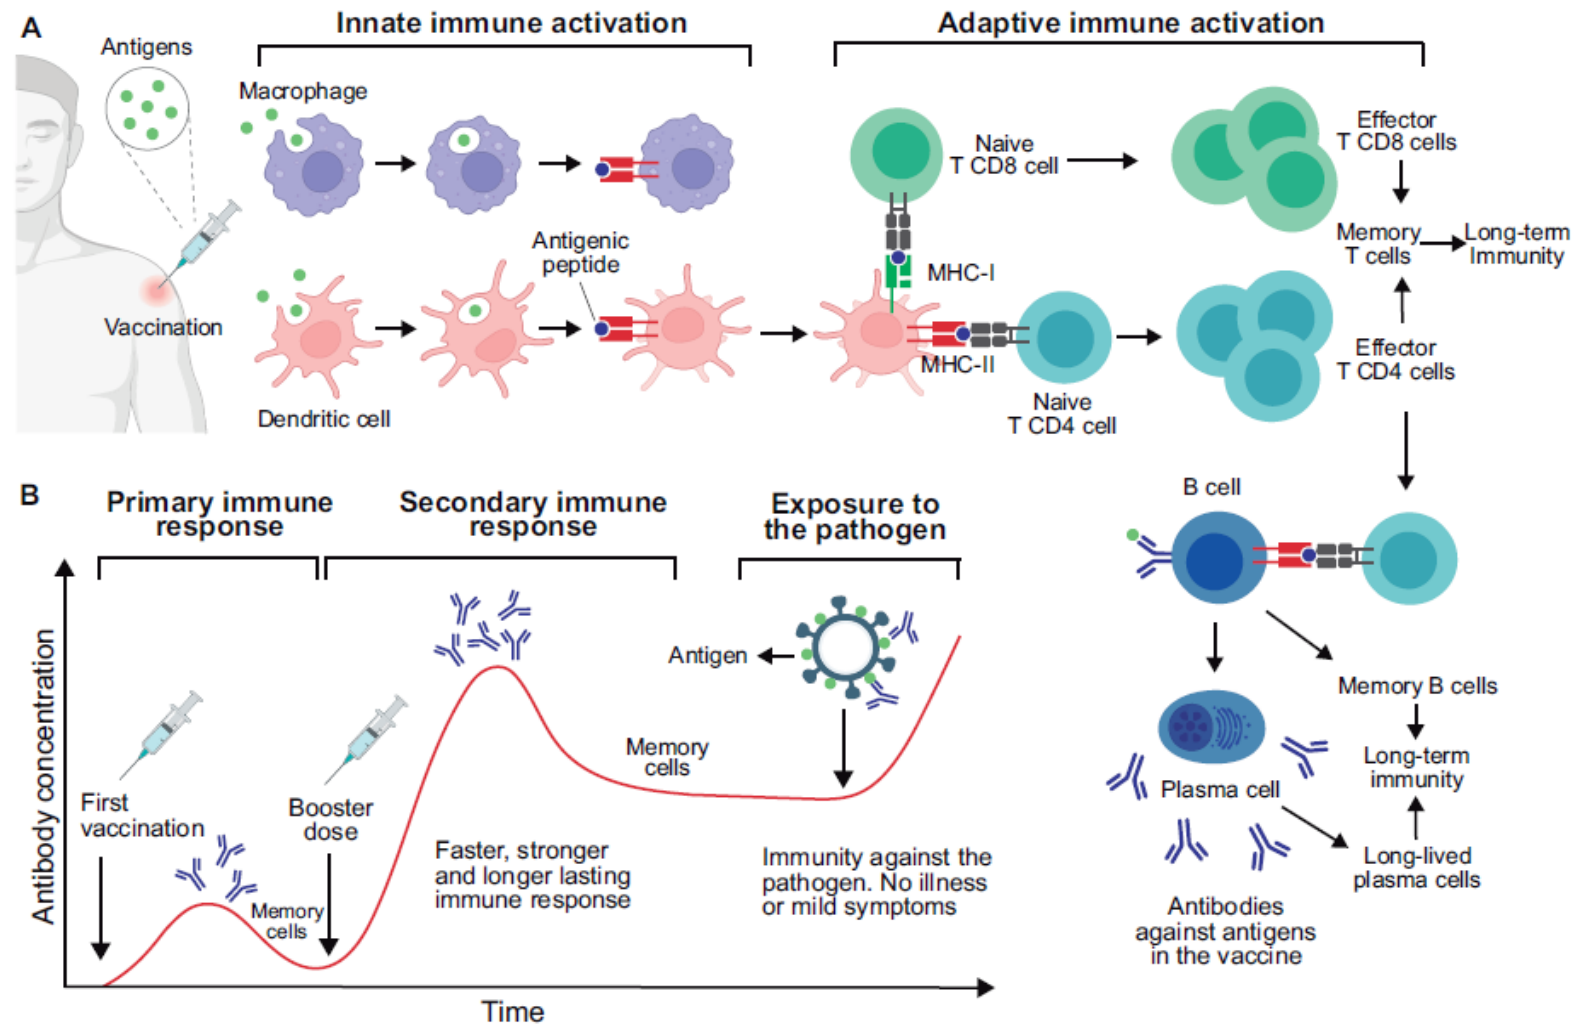 A
Innate immune activation
Adaptive immune activation
Antigens
Macrophage
Vaccination
Antigenic
peptide
Dendritic cell
Naive
T CD8 cell
MHC-I
MHC-II
Naive
T CD4 cell
Effector
T CD8 cells
Memory
T cells
Long-term
Immunity
Effector
T CD4 cells
B cell
Memory B cells
Long-term
immunity
Plasma cell
Long-lived
plasma cells
Antibodies
against antigens
in the vaccine
B
Primary immune
response
Secondary immune
response
Exposure to
the pathogen
Antibody concentration
First
vaccination
Memory
cells
Booster
dose
Faster, stronger
and longer lasting
immune response
Memory
cells
Antigen
Immunity against the
pathogen. No illness
or mild symptoms
Time